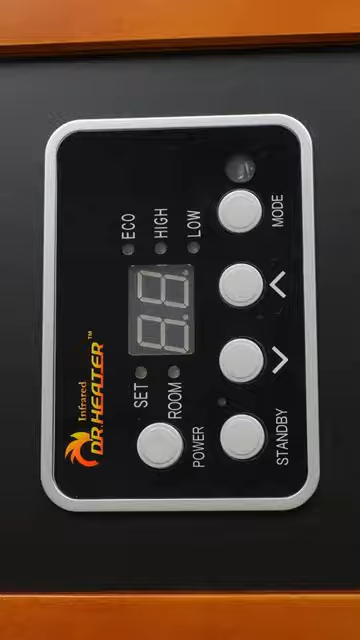 Infrared
DR.HEATER™
SET
ROOM
ECO
HIGH
LOW
POWER
STANDBY
MODE